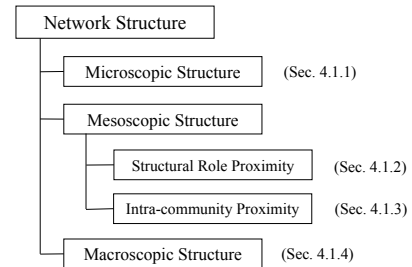 Network Structure
Microscopic Structure (Sec. 4.1.1)
Mesoscopic Structure
Structural Role Proximity (Sec. 4.1.2)
Intra-community Proximity (Sec. 4.1.3)
Macroscopic Structure (Sec. 4.1.4)